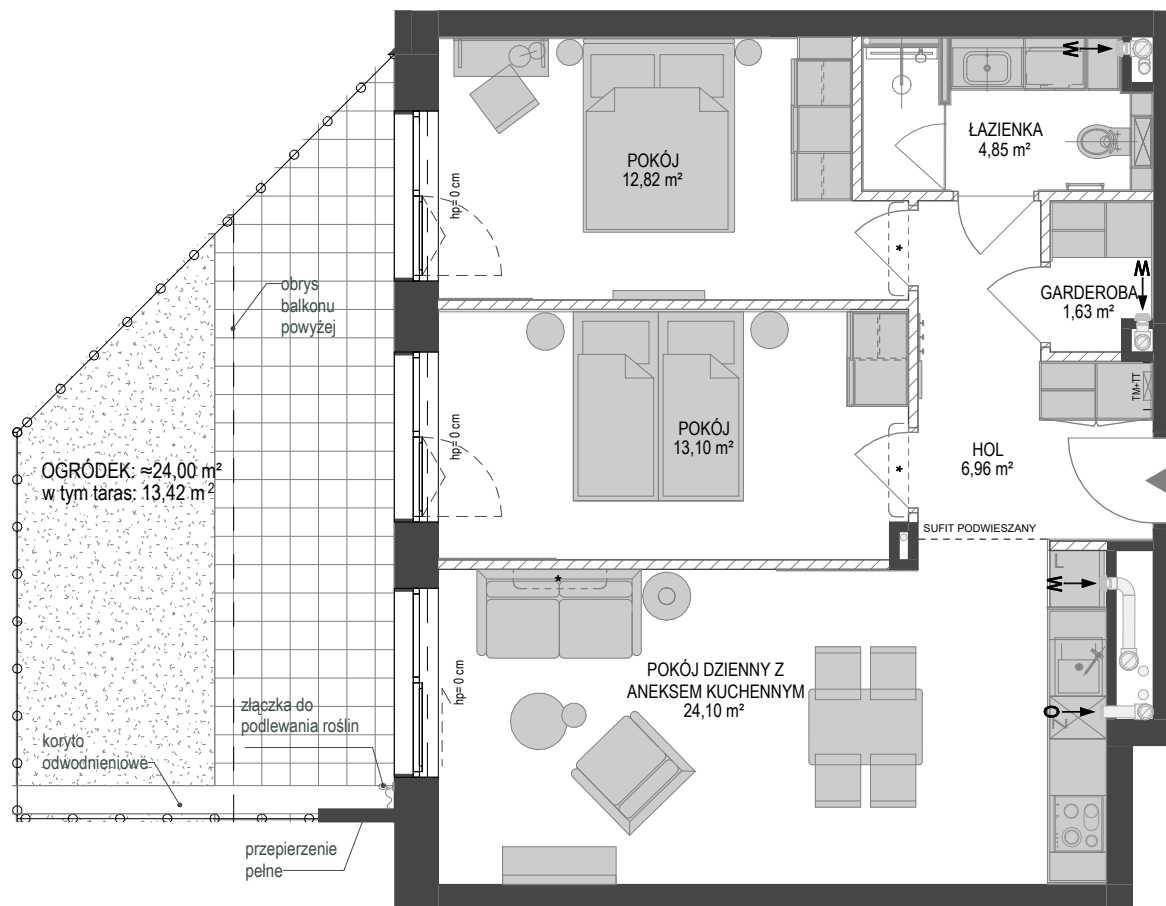 W
ŁAZIENKA
4,85 m²
POKÓJ
12,82 m²
hp= 0 cm
*
W
GARDEROBA
1,63 m²
obrys
balkonu
powyżej
TM+TT
POKÓJ
13,10 m²
hp= 0 cm
*
HOL
6,96 m²
OGRÓDEK: ≈24,00 m²
w tym taras: 13,42 m²
SUFIT PODWIESZANY
L
W
*
POKÓJ DZIENNY Z
ANEKSEM KUCHENNYM
24,10 m²
hp= 0 cm
O
Z
złączka do
podlewania roślin
koryto
odwodnieniowe
przepierzenie
pełne